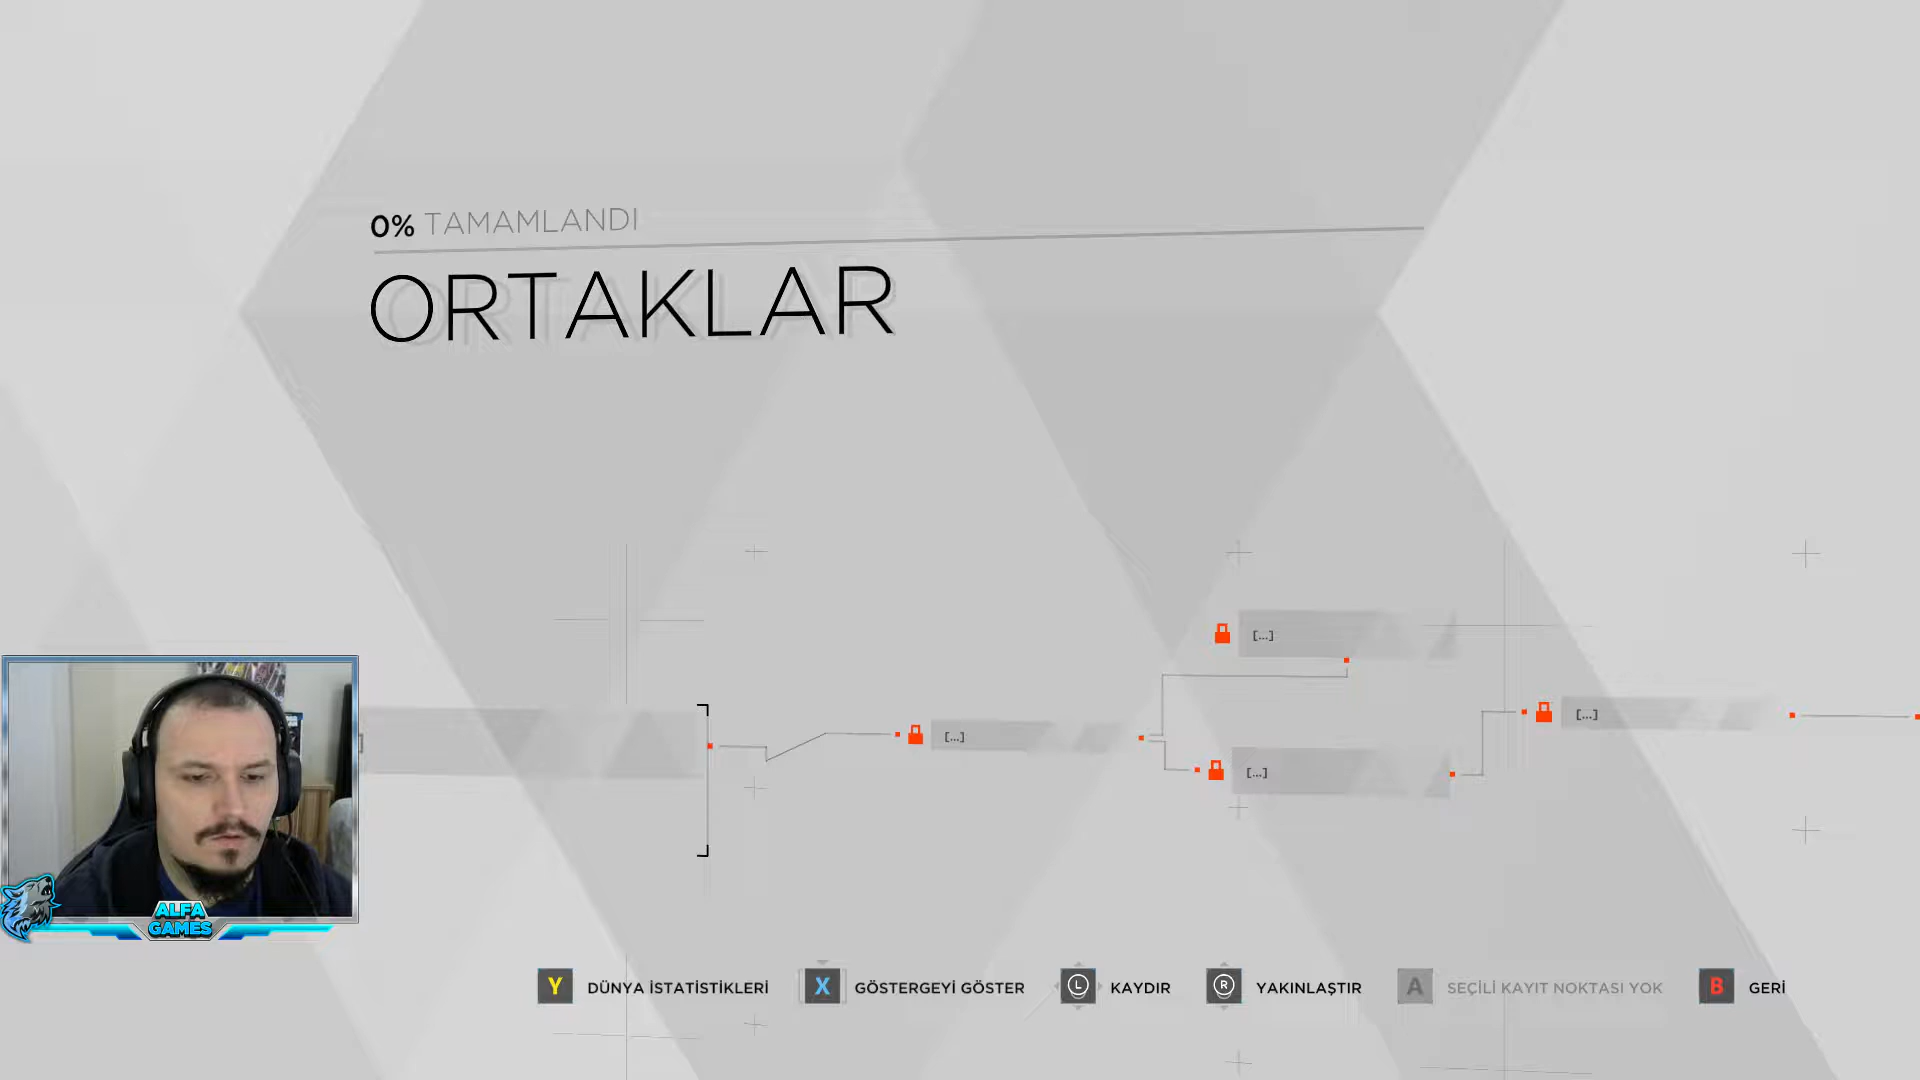 0% TAMAMLANDI
ORTAKLAR
[...]
[...]
[...]
[...]
ALFA
GAMES
Y DÜNYA İSTATİSTİKLERİ X GÖSTERGEYİ GÖSTER L KAYDIR R YAKINLAŞTIR A SEÇİLİ KAYIT NOKTASI YOK B GERİ